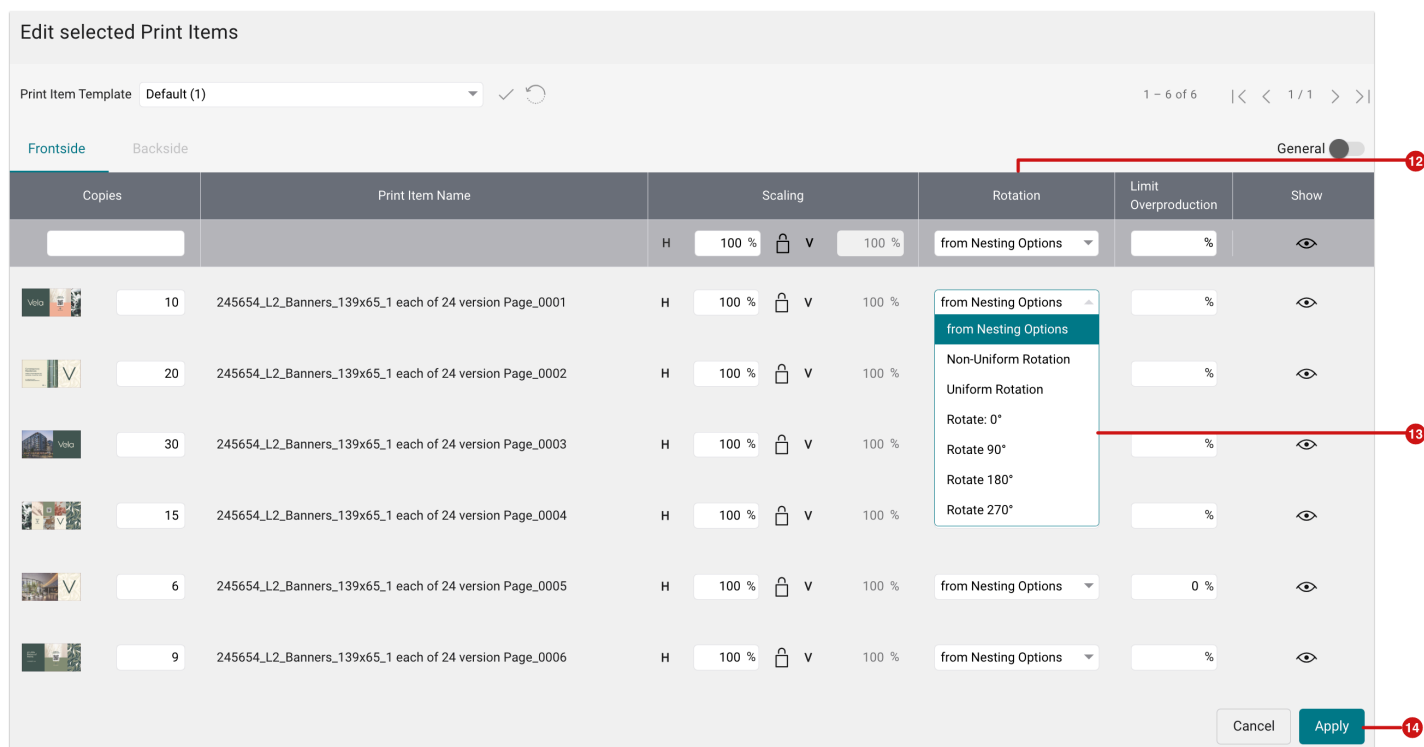 Edit selected Print Items
Print Item Template Default (1) 1 – 6 of 6 1 / 1
Frontside Backside General
12
Copies Print Item Name Scaling Rotation Limit Overproduction Show
H 100 % V 100 % from Nesting Options %
Vela 10 245654_L2_Banners_139x65_1 each of 24 version Page_0001 H 100 % V 100 % from Nesting Options %
from Nesting Options
Non-Uniform Rotation
V 20 245654_L2_Banners_139x65_1 each of 24 version Page_0002 H 100 % V 100 % %
Uniform Rotation
Rotate: 0°
Vela 30 245654_L2_Banners_139x65_1 each of 24 version Page_0003 H 100 % V 100 % % 13
Rotate 90°
Rotate 180°
Rotate 270°
V 15 245654_L2_Banners_139x65_1 each of 24 version Page_0004 H 100 % V 100 % %
V 6 245654_L2_Banners_139x65_1 each of 24 version Page_0005 H 100 % V 100 % from Nesting Options 0 %
9 245654_L2_Banners_139x65_1 each of 24 version Page_0006 H 100 % V 100 % from Nesting Options %
Cancel Apply 14